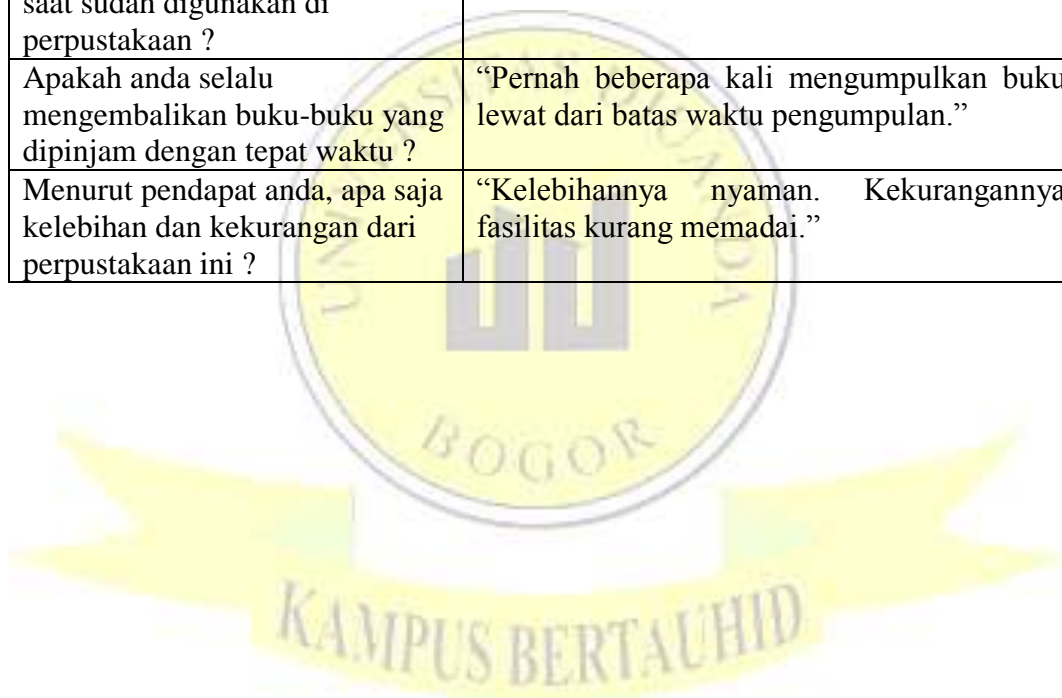 saat sudah digunakan di
perpustakaan ?
Apakah anda selalu
mengembalikan buku-buku yang
dipinjam dengan tepat waktu ?
“Pernah beberapa kali mengumpulkan buku
lewat dari batas waktu pengumpulan.”
Menurut pendapat anda, apa saja
kelebihan dan kekurangan dari
perpustakaan ini ?
“Kelebihannya nyaman. Kekurangannya
fasilitas kurang memadai.”
UNIVERSITAS DJUANDA
BOGOR
KAMPUS BERTAUHID